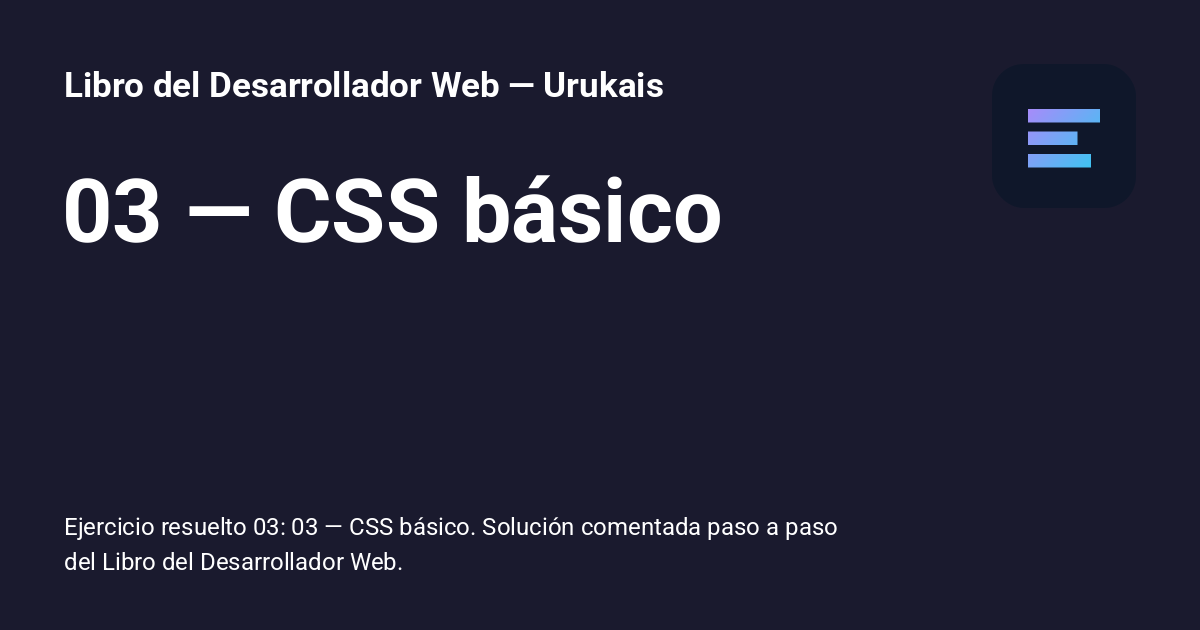 Libro del Desarrollador Web — Urukais
03 — CSS básico
Ejercicio resuelto 03: 03 — CSS básico. Solución comentada paso a paso
del Libro del Desarrollador Web.